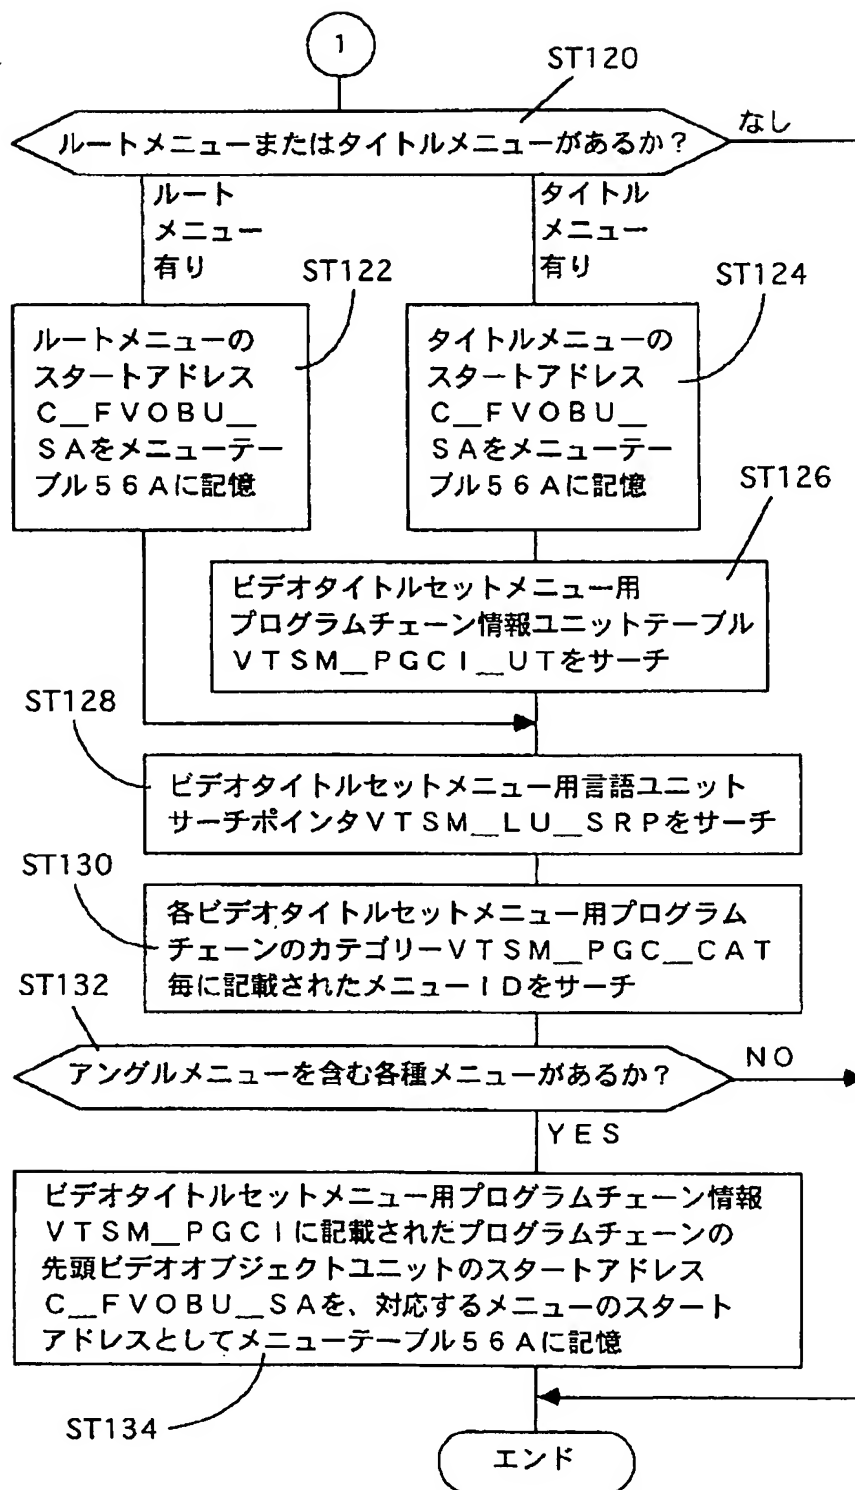 1
ST120
ルートメニューまたはタイトルメニューがあるか?
なし
ルート
メニュー
有り
タイトル
メニュー
有り
ST122
ST124
ルートメニューの
スタートアドレス
C__FVOBU__
SAをメニューテー
ブル56Aに記憶
タイトルメニューの
スタートアドレス
C__FVOBU__
SAをメニューテー
ブル56Aに記憶
ST126
ビデオタイトルセットメニュー用
プログラムチェーン情報ユニットテーブル
VTSM__PGCI__UTをサーチ
ST128
ビデオタイトルセットメニュー用言語ユニット
サーチポインタVTSM__LU__SRPをサーチ
ST130
各ビデオタイトルセットメニュー用プログラム
チェーンのカテゴリーVTSM__PGC__CAT
毎に記載されたメニューIDをサーチ
ST132
アングルメニューを含む各種メニューがあるか?
NO
YES
ビデオタイトルセットメニュー用プログラムチェーン情報
VTSM__PGCIに記載されたプログラムチェーンの
先頭ビデオオブジェクトユニットのスタートアドレス
C__FVOBU__SAを、対応するメニューのスタート
アドレスとしてメニューテーブル56Aに記憶
ST134
エンド